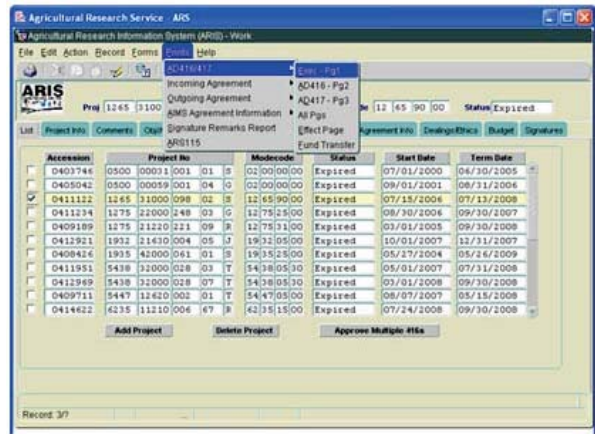 Agricultural Research Service - ARS
Agricultural Research Information System (ARIS) - Work
File Edit Action Record Forms Prints Help
AD416/417
Incoming Agreement
Outgoing Agreement
AIMS Agreement Information
Signature Remarks Report
ARS115
Exec - Pg1
AD416 - Pg2
AD417 - Pg3
All Pgs
Effect Page
Fund Transfer
ARIS
Proj 1265 3100 de 12 65 90 00 Status Expired
List Project Info Comments Objth Agreement Info Dealings/Ethics Budget Signatures
Accession Project No Modecode Status Start Date Term Date
0403746 0500 00031 001 01 S 02 00 00 00 Expired 07/01/2000 06/30/2005
0405042 0500 00059 001 04 G 02 00 00 00 Expired 09/01/2001 08/31/2006
0411122 1265 31000 098 02 S 12 65 90 00 Expired 07/15/2006 07/13/2008
0411234 1275 22000 248 03 G 12 75 25 00 Expired 08/30/2006 09/30/2007
0409189 1275 21220 221 09 R 12 75 31 00 Expired 03/01/2005 09/30/2008
0412921 1932 21630 004 05 J 19 32 05 00 Expired 10/01/2007 12/31/2007
0408426 1935 42000 061 01 S 19 35 25 00 Expired 05/27/2004 05/26/2009
0411951 5438 32000 028 03 T 54 38 05 30 Expired 05/01/2007 07/31/2008
0412969 5438 32000 028 07 T 54 38 05 30 Expired 03/01/2008 09/30/2008
0409711 5447 12620 002 01 T 54 47 05 00 Expired 08/07/2007 05/15/2008
0414622 6235 11210 006 67 R 62 35 15 00 Expired 07/24/2008 09/30/2008
Add Project Delete Project Approve Multiple 416s
Record: 3/?